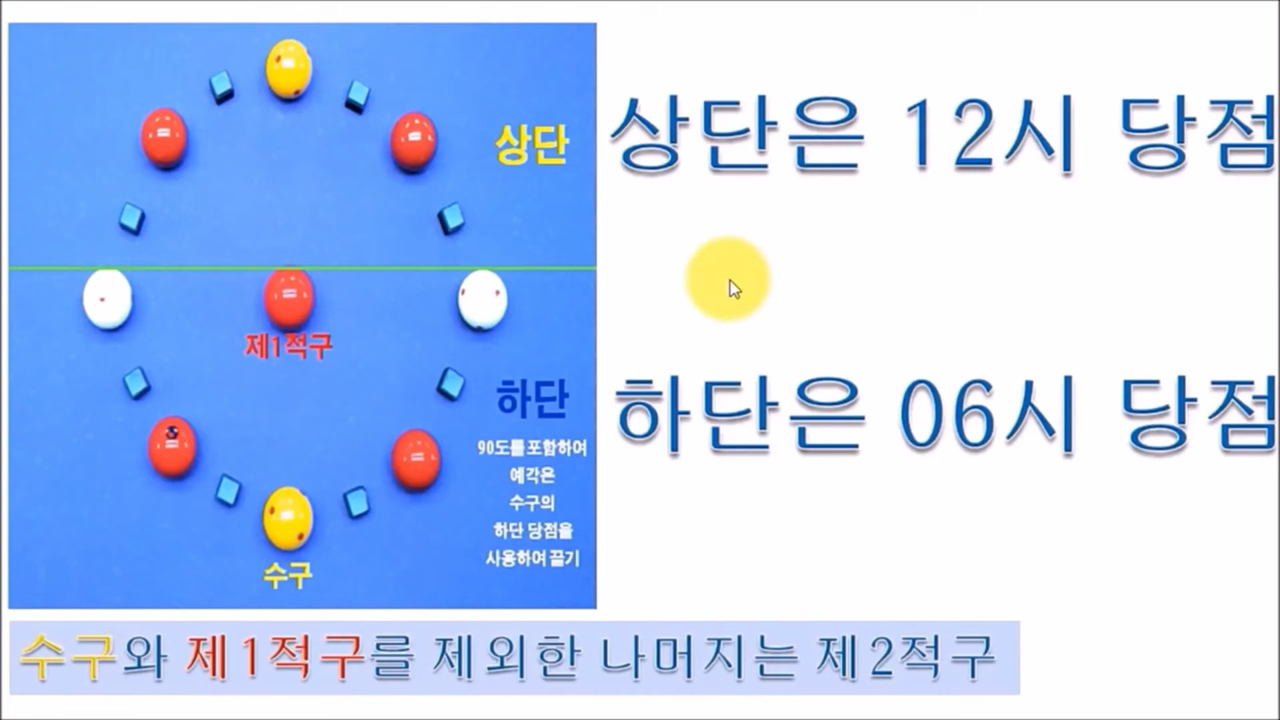 상단
상단은 12시 당점
제1적구
하단
하단은 06시 당점
90도를 포함하여
예각은
수구의
하단 당점을
사용하여 끌기
수구
수구와 제1적구를 제외한 나머지는 제2적구